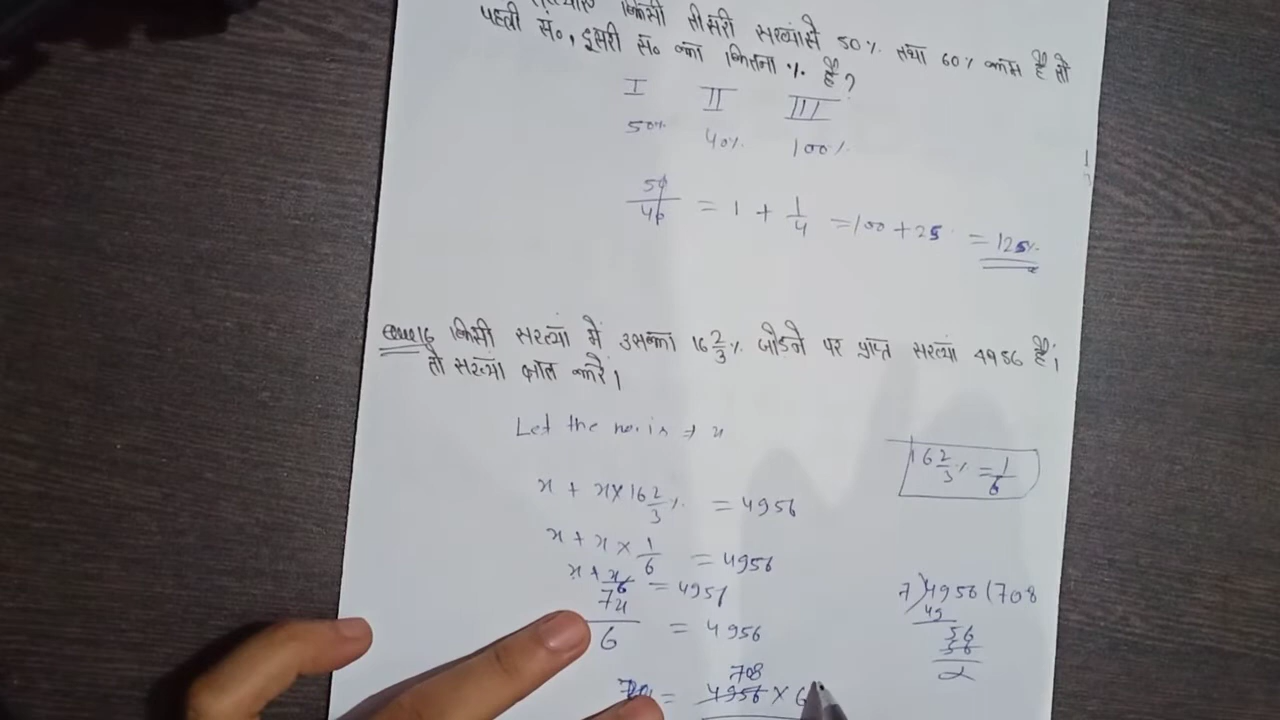 किसी तीसरी संख्या से 50% तथा 60% कम है तो
पहली सं०, दूसरी सं० का कितना % है?
I II III
50% 40% 100%
50/40 = 1 + 1/4 = 100 + 25 = 125%
Que16 किसी संख्या में उसका 16 2/3% जोडने पर प्राप्त संख्या 4956 है।
तो संख्या ज्ञात करें।
Let the no. is → x
16 2/3% = 1/6
x + x × 16 2/3% = 4956
x + x × 1/6 = 4956
x + x/6 = 4956
7x/6 = 4956
7)4956(708
49
56
56
708
= 4956 × 6